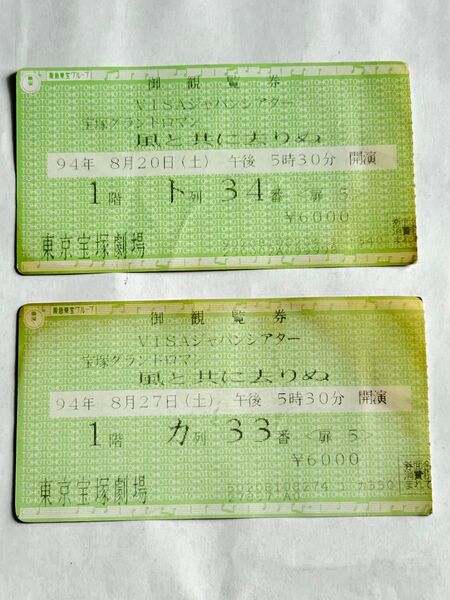 阪急東宝グループ
御観覧券
VISAジャパンシアター
宝塚グランドロマン
風と共に去りぬ
94年 8月20日(土) 午後 5時30分 開演
1階 ト列 34番 <扉 5
¥6000
東京宝塚劇場
阪急東宝グループ
御観覧券
VISAジャパンシアター
宝塚グランドロマン
風と共に去りぬ
94年 8月27日(土) 午後 5時30分 開演
1階 カ列 33番 <扉 5
¥6000
東京宝塚劇場